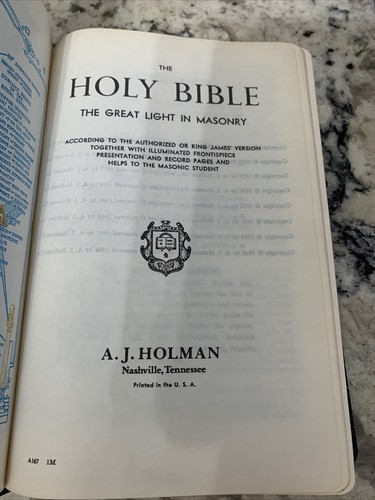 THE
HOLY BIBLE
THE GREAT LIGHT IN MASONRY
ACCORDING TO THE AUTHORIZED OR KING JAMES' VERSION
TOGETHER WITH ILLUMINATED FRONTISPIECE
PRESENTATION AND RECORD PAGES AND
HELPS TO THE MASONIC STUDENT
A. J. HOLMAN
Nashville, Tennessee
Printed in the U. S. A.
A167 1M